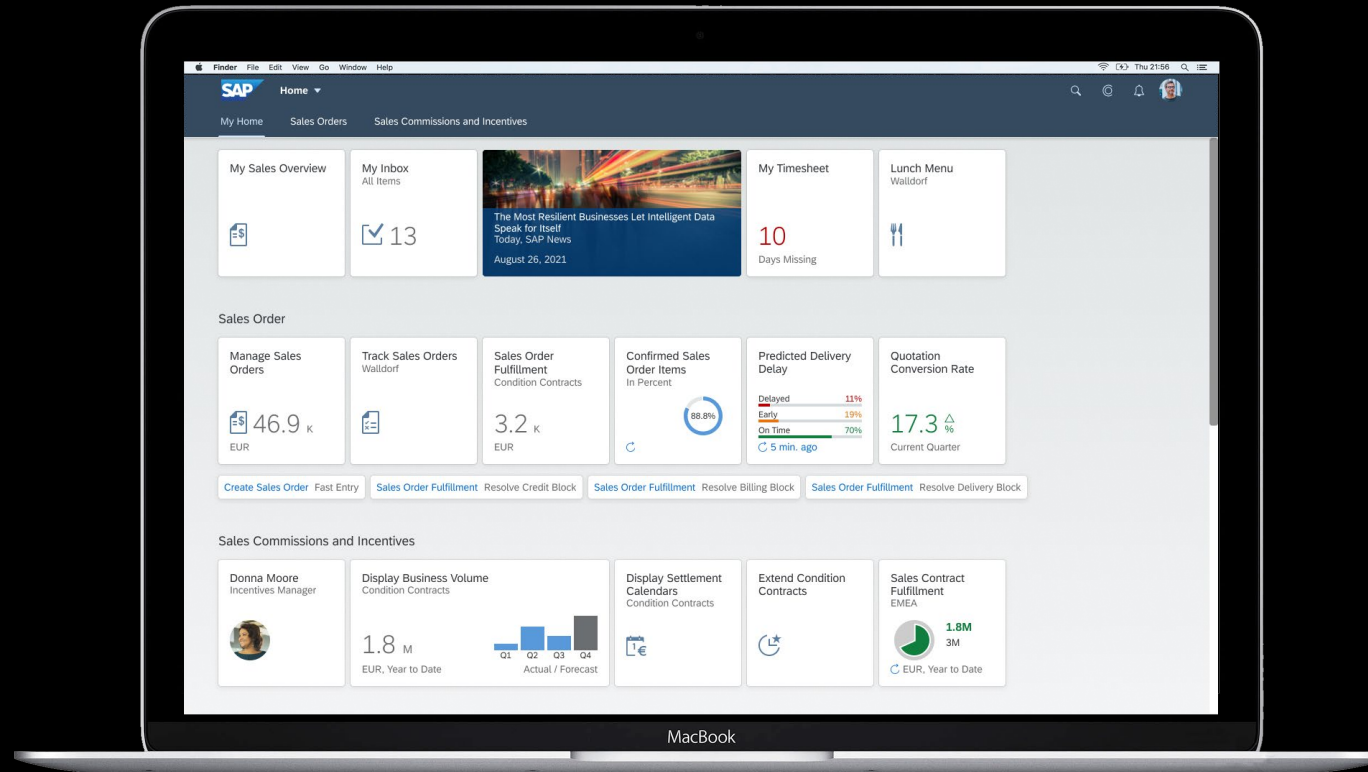 Finder File Edit View Go Window Help
Thu 21:56
SAP
Home
My Home Sales Orders Sales Commissions and Incentives
My Sales Overview
My Inbox
All Items
13
The Most Resilient Businesses Let Intelligent Data
Speak for Itself
Today, SAP News
August 26, 2021
My Timesheet
10
Days Missing
Lunch Menu
Walldorf
Sales Order
Manage Sales
Orders
46.9 K
EUR
Track Sales Orders
Walldorf
Sales Order
Fulfillment
Condition Contracts
3.2 K
EUR
Confirmed Sales
Order Items
In Percent
88.8%
Predicted Delivery
Delay
Delayed 11%
Early 19%
On Time 70%
5 min. ago
Quotation
Conversion Rate
17.3 %
Current Quarter
Create Sales Order Fast Entry
Sales Order Fulfillment Resolve Credit Block
Sales Order Fulfillment Resolve Billing Block
Sales Order Fulfillment Resolve Delivery Block
Sales Commissions and Incentives
Donna Moore
Incentives Manager
Display Business Volume
Condition Contracts
1.8 M
EUR, Year to Date
Q1 Q2 Q3 Q4
Actual / Forecast
Display Settlement
Calendars
Condition Contracts
1 €
Extend Condition
Contracts
Sales Contract
Fulfillment
EMEA
1.8M
3M
EUR, Year to Date
MacBook